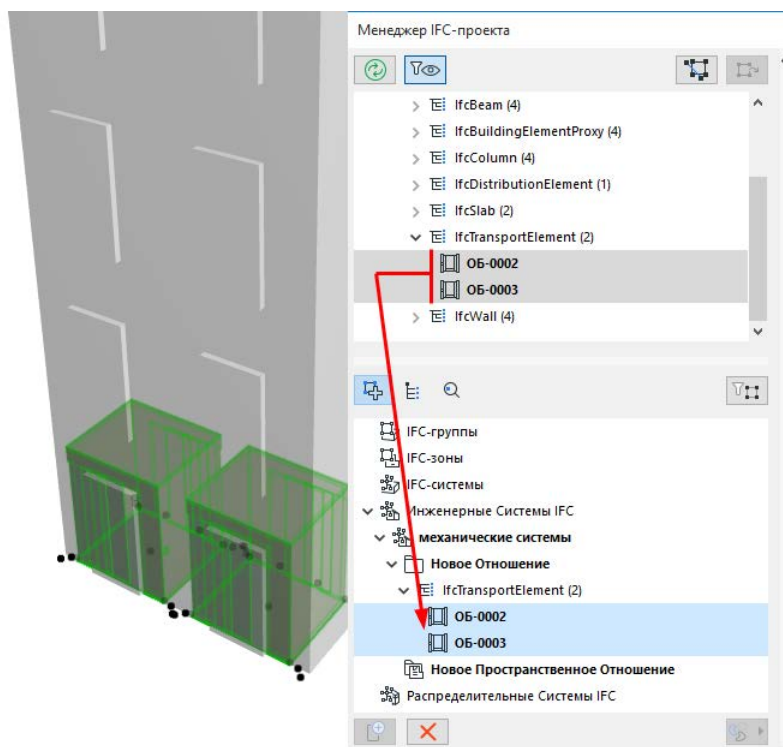 Менеджер IFC-проекта
IfcBeam (4)
IfcBuildingElementProxy (4)
IfcColumn (4)
IfcDistributionElement (1)
IfcSlab (2)
IfcTransportElement (2)
ОБ-0002
ОБ-0003
IfcWall (4)
IFC-группы
IFC-зоны
IFC-системы
Инженерные Системы IFC
механические системы
Новое Отношение
IfcTransportElement (2)
ОБ-0002
ОБ-0003
Новое Пространственное Отношение
Распределительные Системы IFC